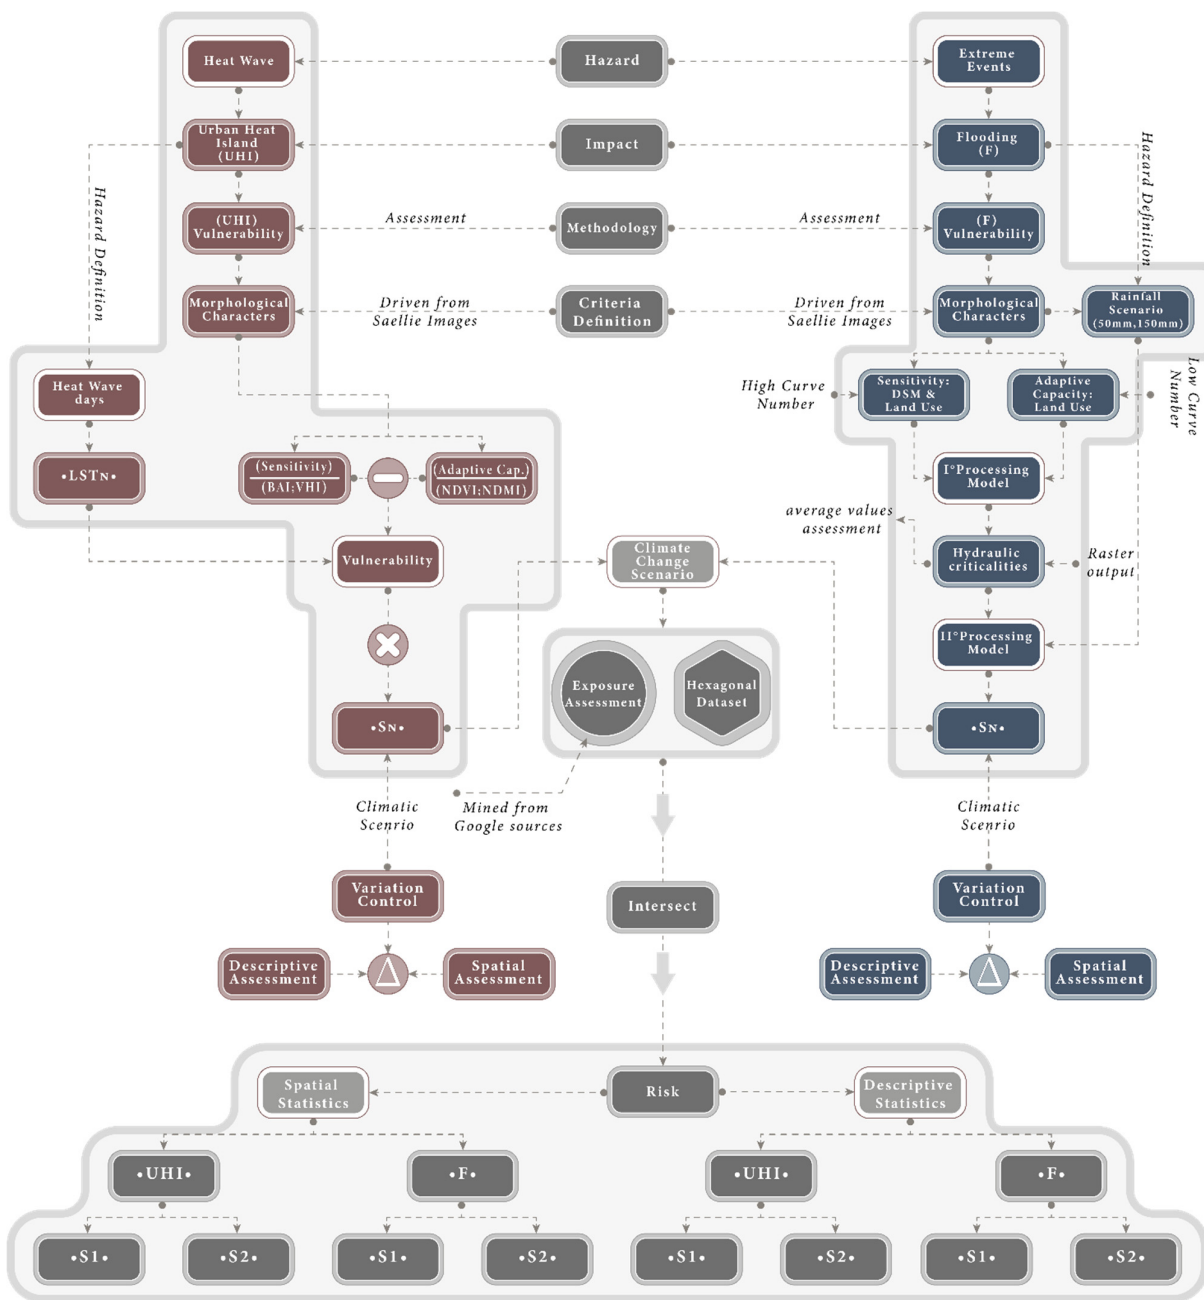 Heat Wave
Hazard
Extreme
Events
Urban Heat
Island
(UHI)
Impact
Flooding
(F)
Hazard Definition
Hazard Definition
(UHI)
Vulnerability
Assessment
Methodology
Assessment
(F)
Vulnerability
Morphological
Characters
Driven from
Saellie Images
Criteria
Definition
Driven from
Saellie Images
Morphological
Characters
Rainfall
Scenario
(50mm,150mm)
Heat Wave
days
High Curve
Number
Sensitivity:
DSM &
Land Use
Adaptive
Capacity:
Land Use
Low Curve
Number
•LSTN•
(Sensitivity)
(BAI;VHI)
(Adaptive Cap.)
(NDVI;NDMI)
I°Processing
Model
average values
assessment
Vulnerability
Climate
Change
Scenario
Hydraulic
criticalities
Raster
output
II°Processing
Model
Exposure
Assessment
Hexagonal
Dataset
•SN•
•SN•
Climatic
Scenrio
Mined from
Google sources
Climatic
Scenrio
Variation
Control
Intersect
Variation
Control
Descriptive
Assessment
Δ
Spatial
Assessment
Descriptive
Assessment
Δ
Spatial
Assessment
Spatial
Statistics
Risk
Descriptive
Statistics
•UHI•
•F•
•UHI•
•F•
•S1•
•S2•
•S1•
•S2•
•S1•
•S2•
•S1•
•S2•